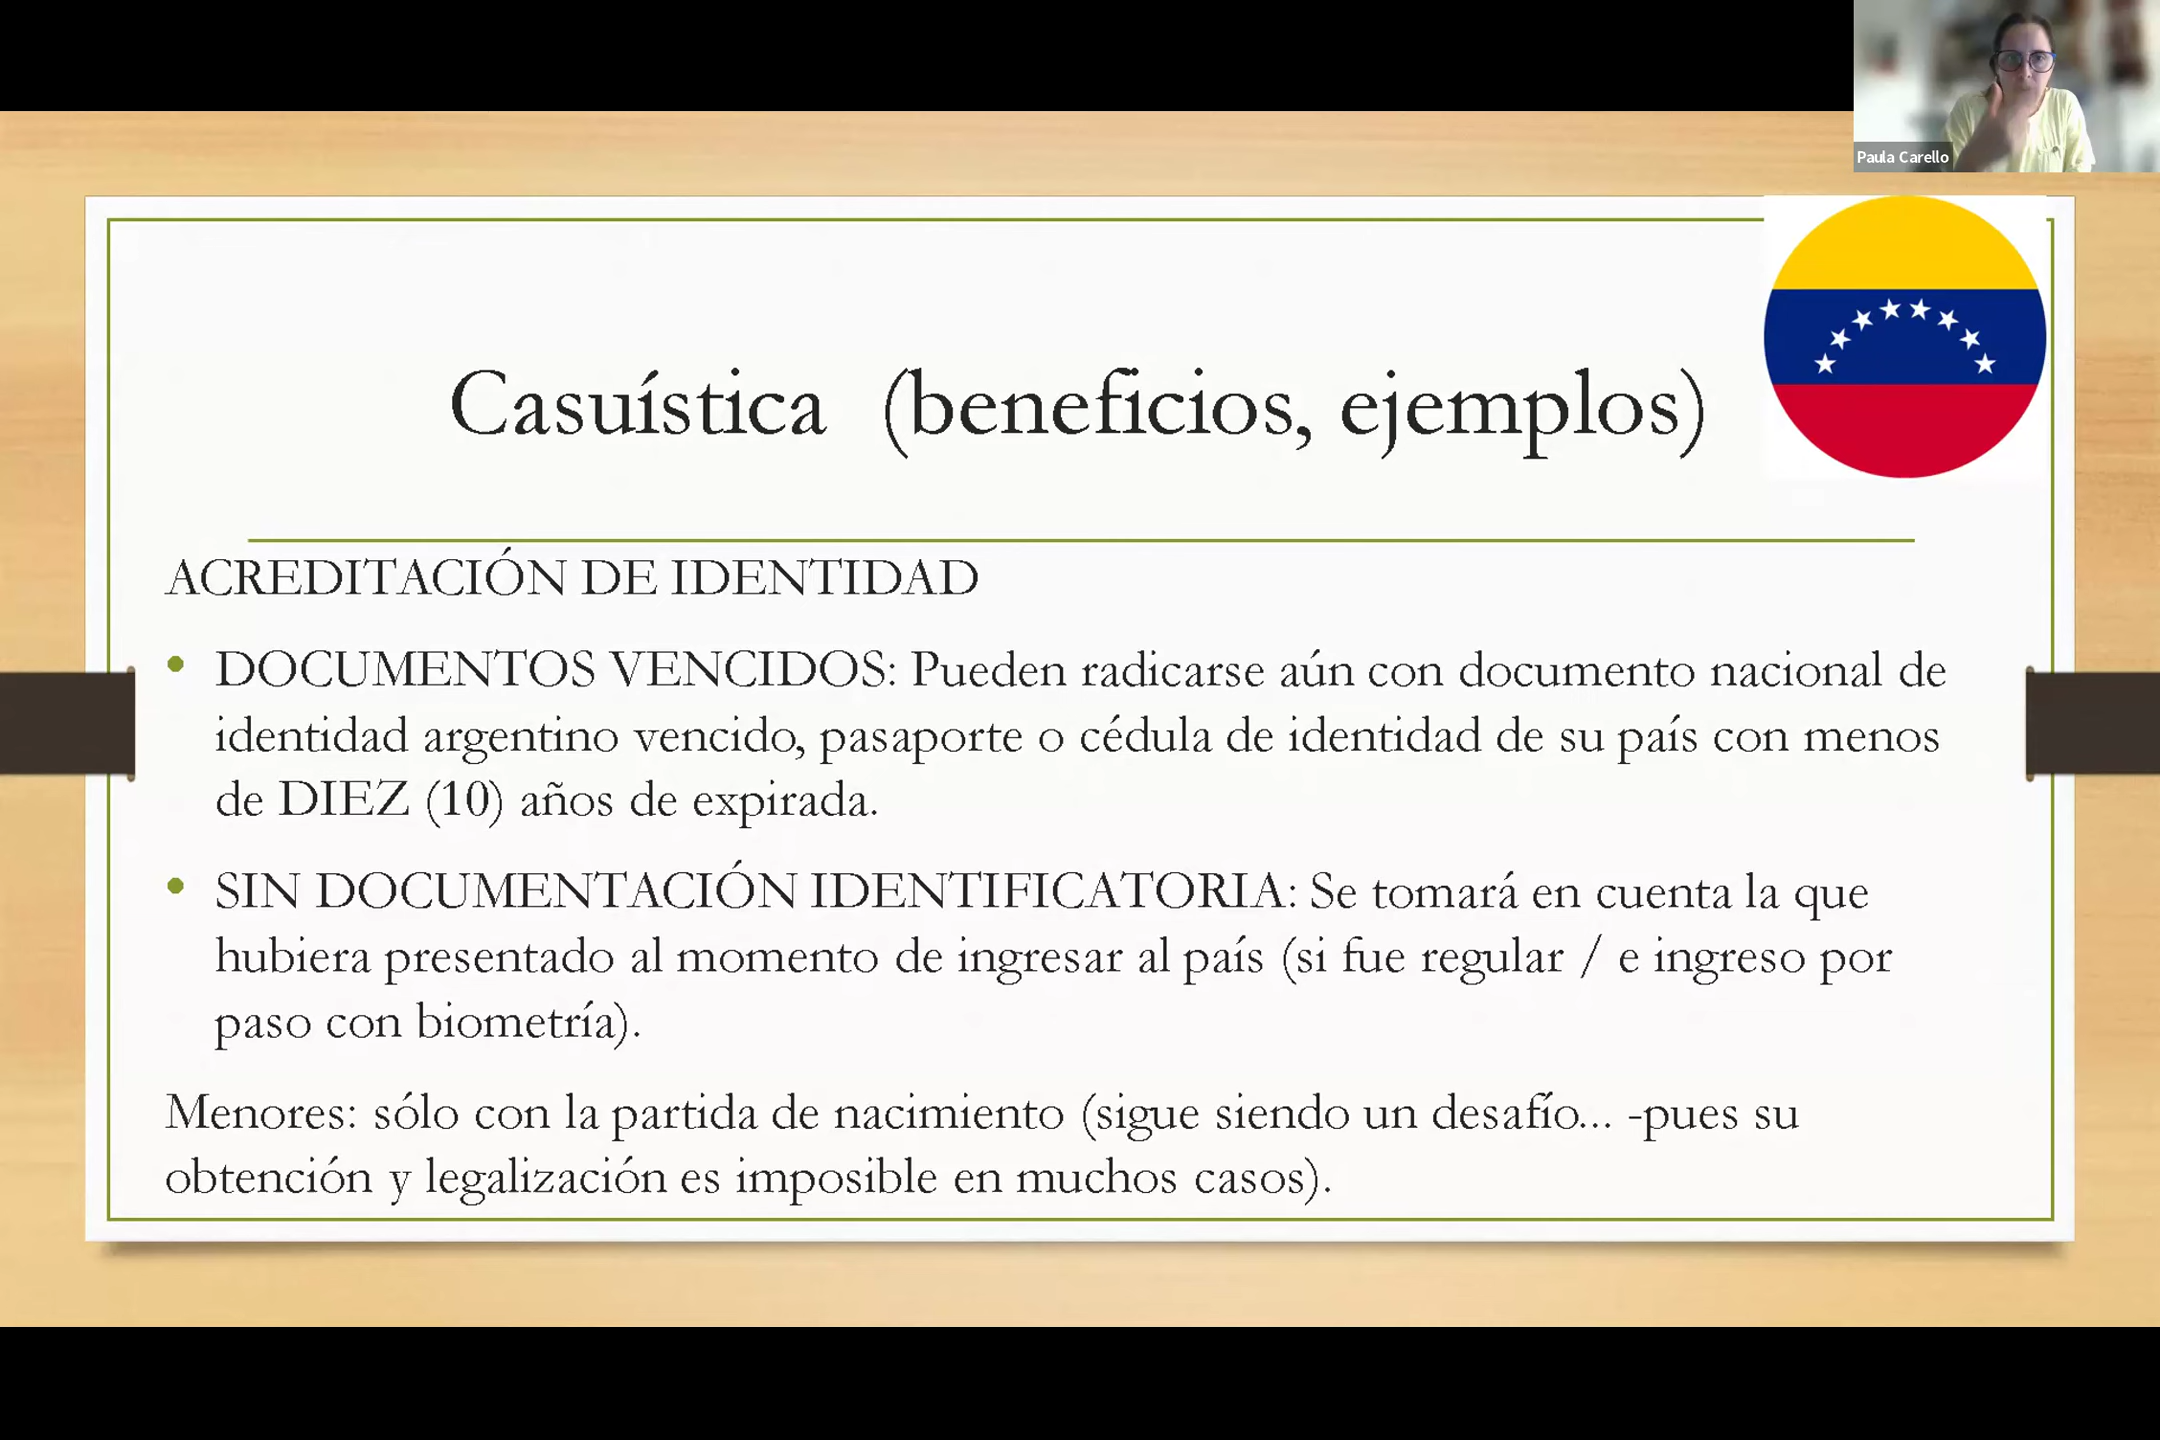 Paula Carello
Casuística (beneficios, ejemplos)
ACREDITACIÓN DE IDENTIDAD
• DOCUMENTOS VENCIDOS: Pueden radicarse aún con documento nacional de
identidad argentino vencido, pasaporte o cédula de identidad de su país con menos
de DIEZ (10) años de expirada.
• SIN DOCUMENTACIÓN IDENTIFICATORIA: Se tomará en cuenta la que
hubiera presentado al momento de ingresar al país (si fue regular / e ingreso por
paso con biometría).
Menores: sólo con la partida de nacimiento (sigue siendo un desafío... -pues su
obtención y legalización es imposible en muchos casos).